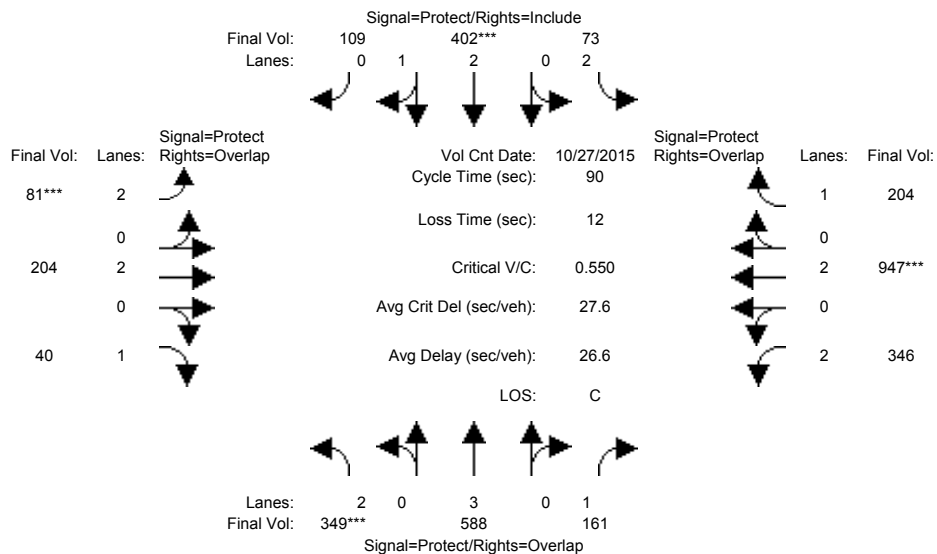 Signal=Protect/Rights=Include
Final Vol: 109 402*** 73
Lanes: 0 1 2 0 2
Signal=Protect
Final Vol: Lanes: Rights=Overlap
Vol Cnt Date: 10/27/2015
Signal=Protect
Rights=Overlap Lanes: Final Vol:
Cycle Time (sec): 90
81*** 2
1 204
Loss Time (sec): 12
0
0
204 2
Critical V/C: 0.550
2 947***
0
Avg Crit Del (sec/veh): 27.6
0
40 1
Avg Delay (sec/veh): 26.6
2 346
LOS: C
Lanes: 2 0 3 0 1
Final Vol: 349*** 588 161
Signal=Protect/Rights=Overlap